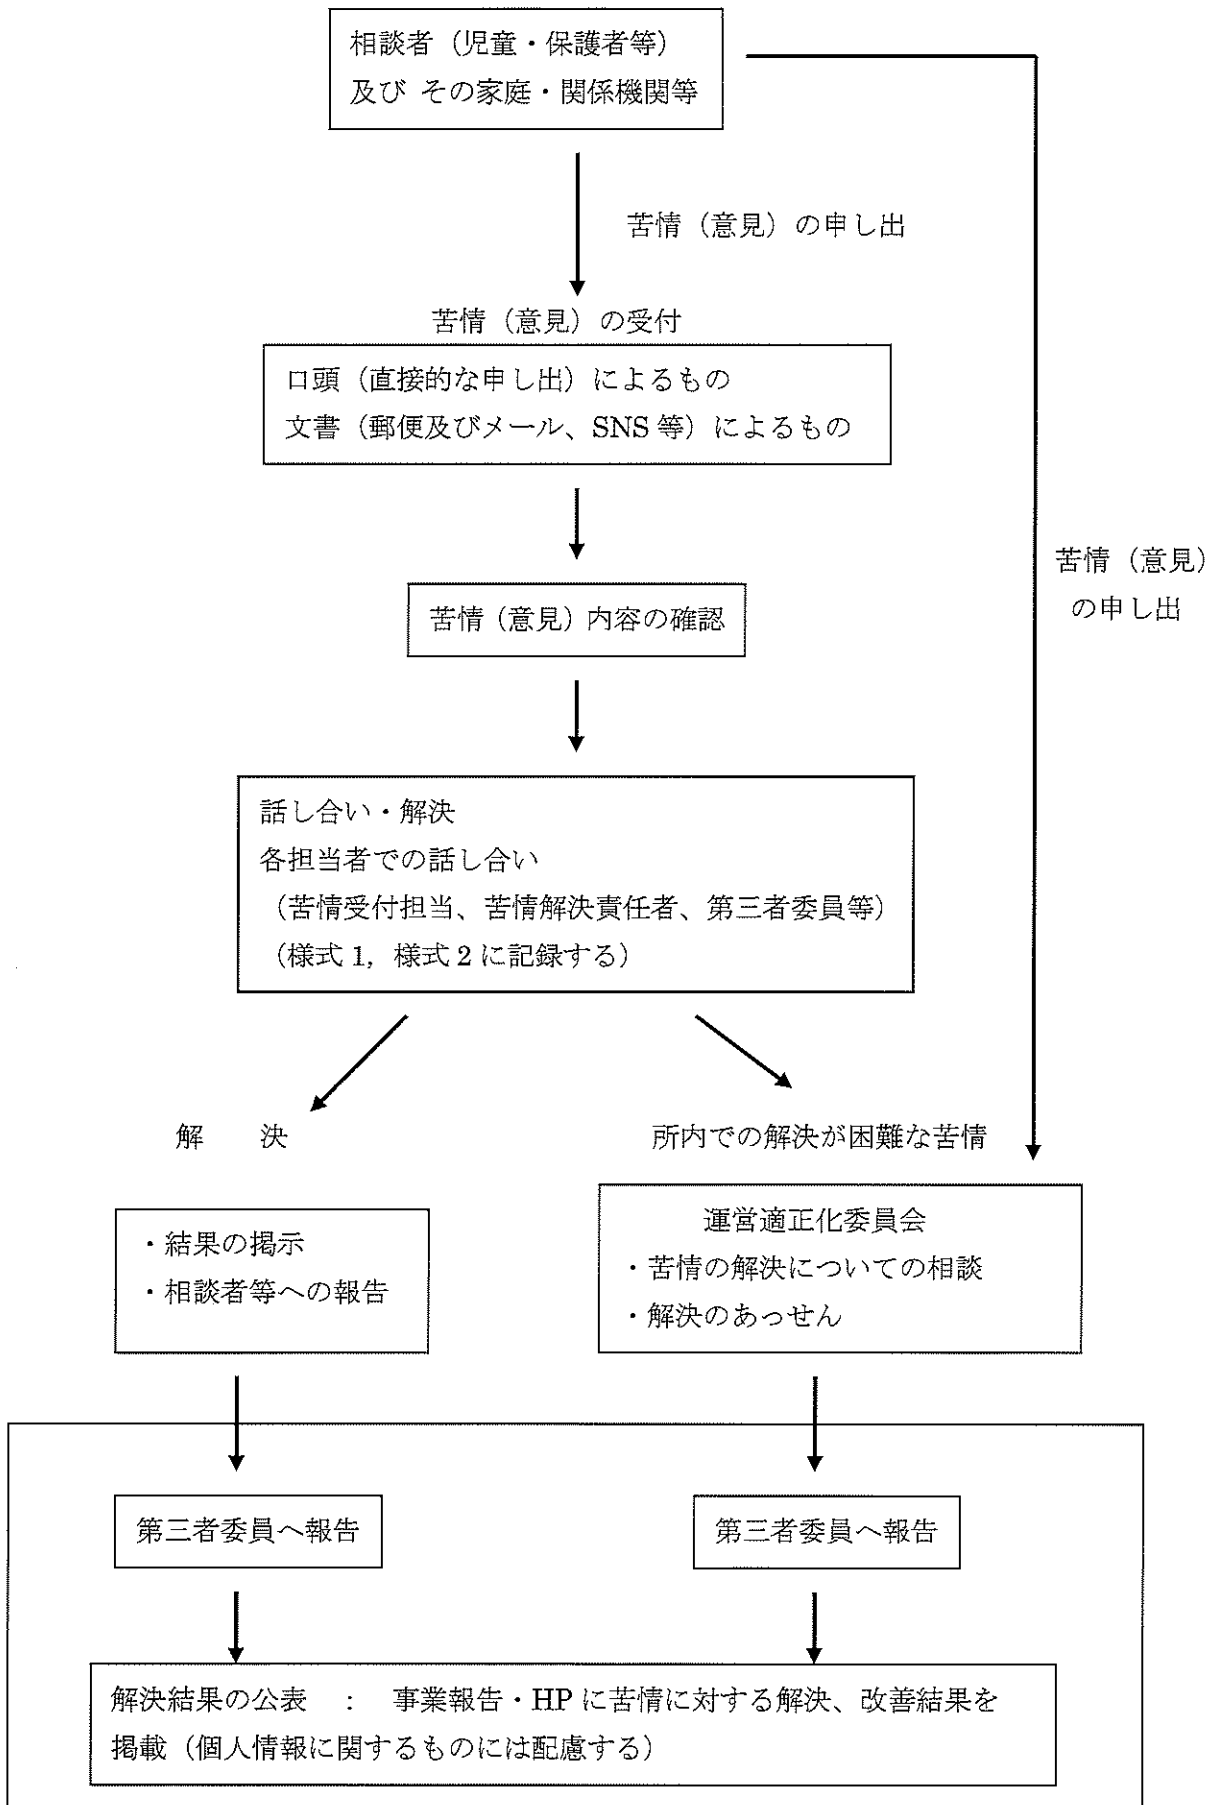 相談者（児童・保護者等）
及び その家庭・関係機関等
苦情（意見）の申し出
苦情（意見）の受付
口頭（直接的な申し出）によるもの
文書（郵便及びメール、SNS 等）によるもの
苦情（意見）
の申し出
苦情（意見）内容の確認
話し合い・解決
各担当者での話し合い
（苦情受付担当、苦情解決責任者、第三者委員等）
（様式 1，様式 2 に記録する）
解　　決
所内での解決が困難な苦情
・結果の掲示
・相談者等への報告
運営適正化委員会
・苦情の解決についての相談
・解決のあっせん
第三者委員へ報告
第三者委員へ報告
解決結果の公表　：　事業報告・HP に苦情に対する解決、改善結果を
掲載（個人情報に関するものには配慮する）